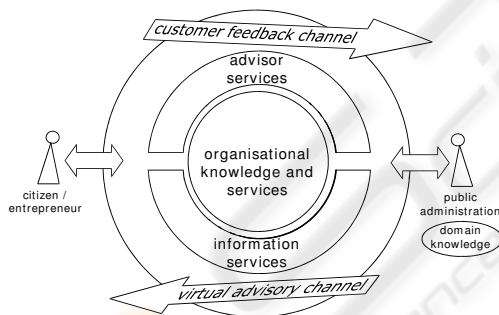 customer feedback channel
advisor
services
organisational
knowledge and
services
citizen /
entrepreneur
public
administration
domain
knowledge
information
services
virtual advisory channel